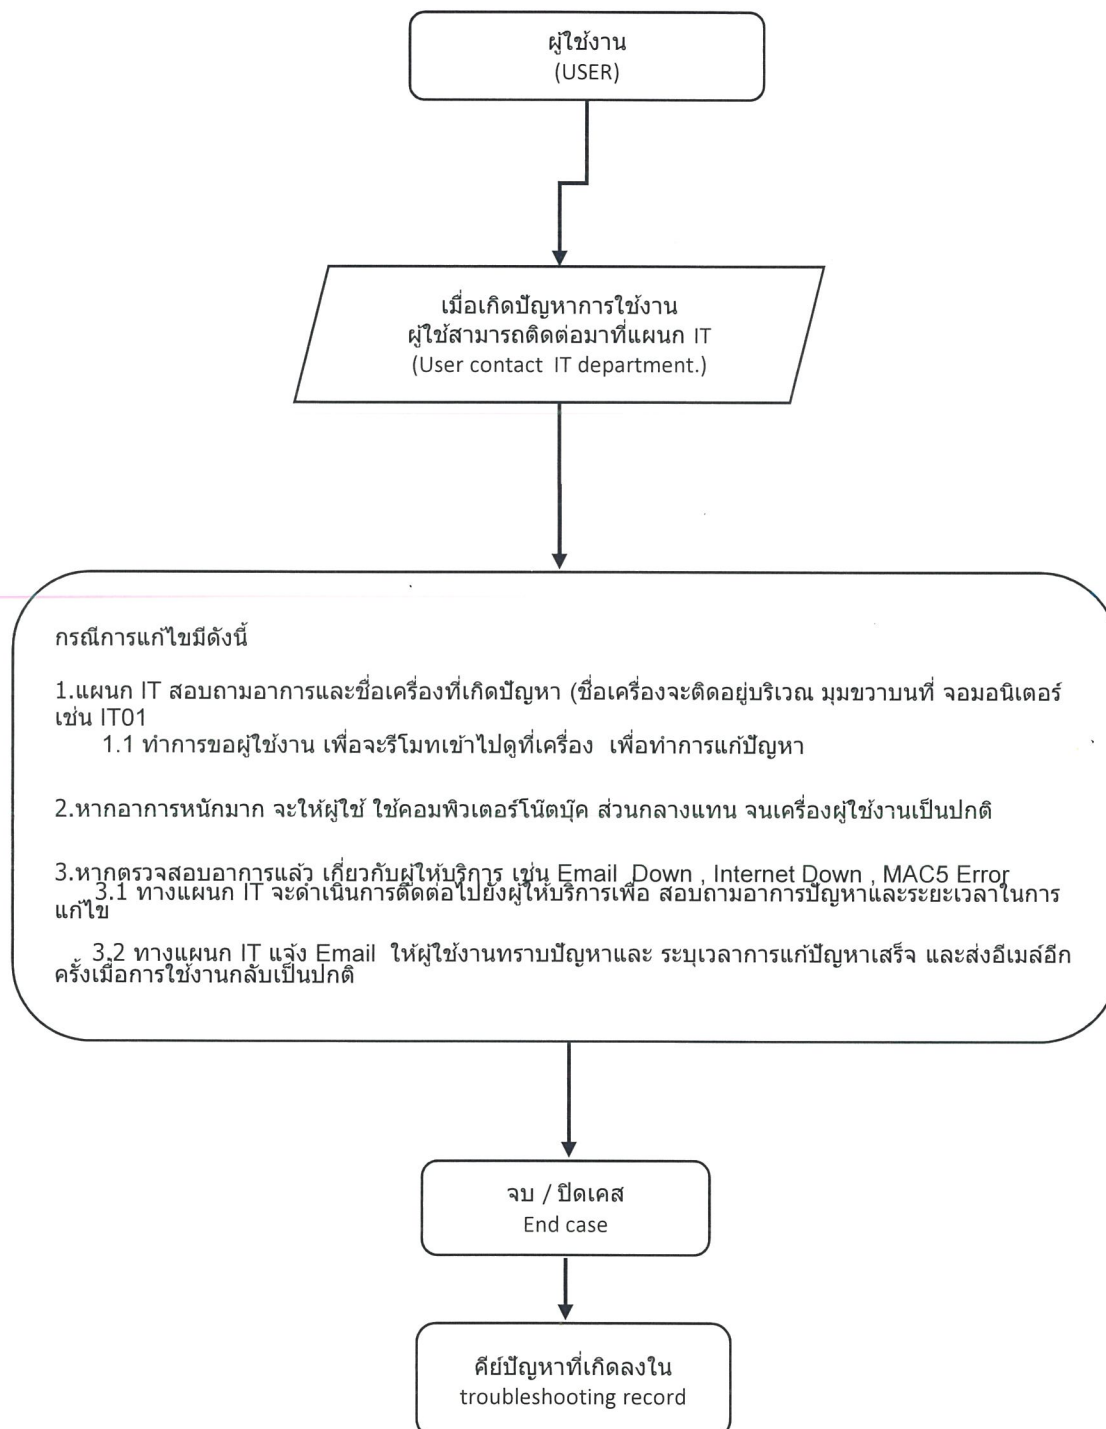 ผู้ใช้งาน
(USER)
เมื่อเกิดปัญหาการใช้งาน
ผู้ใช้สามารถติดต่อมาที่แผนก IT
(User contact IT department.)
กรณีการแก้ไขมีดังนี้
1.แผนก IT สอบถามอาการและชื่อเครื่องที่เกิดปัญหา (ชื่อเครื่องจะติดอยู่บริเวณ มุมขวาบนที่ จอมอนิเตอร์
เช่น IT01
1.1 ทำการขอผู้ใช้งาน เพื่อจะรีโมทเข้าไปดูที่เครื่อง เพื่อทำการแก้ปัญหา
2.หากอาการหนักมาก จะให้ผู้ใช้ ใช้คอมพิวเตอร์โน๊ตบุ๊ค ส่วนกลางแทน จนเครื่องผู้ใช้งานเป็นปกติ
3.หากตรวจสอบอาการแล้ว เกี่ยวกับผู้ให้บริการ เช่น Email Down , Internet Down , MAC5 Error
3.1 ทางแผนก IT จะดำเนินการติดต่อไปยังผู้ให้บริการเพื่อ สอบถามอาการปัญหาและระยะเวลาในการ
แก้ไข
3.2 ทางแผนก IT แจ้ง Email ให้ผู้ใช้งานทราบปัญหาและ ระบุเวลาการแก้ปัญหาเสร็จ และส่งอีเมล์อีก
ครั้งเมื่อการใช้งานกลับเป็นปกติ
จบ / ปิดเคส
End case
คีย์ปัญหาที่เกิดลงใน
troubleshooting record